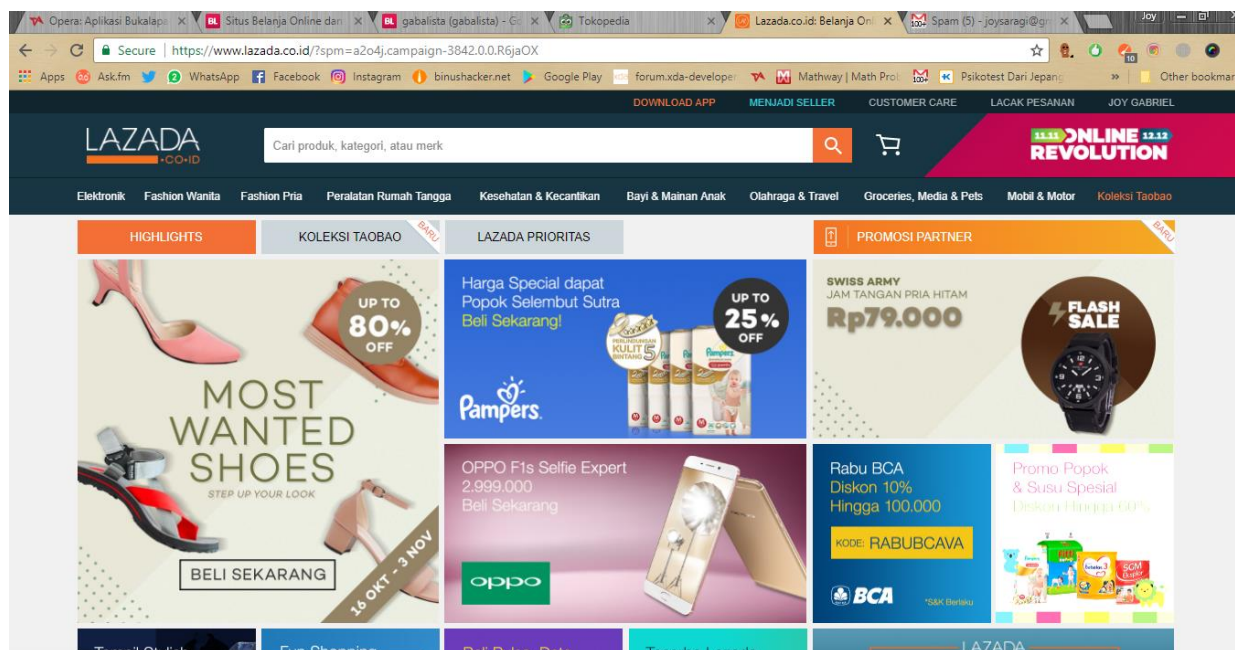 Opera: Aplikasi Bukalapa
Situs Belanja Online dan
gabalista (gabalista) - Go
Tokopedia
Lazada.co.id: Belanja Onli
Spam (5) - joysaragi@gm
Joy
Secure | https://www.lazada.co.id/?spm=a2o4j.campaign-3842.0.0.R6jaOX
10
Apps Ask.fm WhatsApp Facebook Instagram binushacker.net Google Play forum.xda-developer Mathway | Math Prob Psikotest Dari Jepang » Other bookmar
DOWNLOAD APP MENJADI SELLER CUSTOMER CARE LACAK PESANAN JOY GABRIEL
LAZADA
.CO.ID
Cari produk, kategori, atau merk
11.11 ONLINE 12.12
REVOLUTION
Elektronik Fashion Wanita Fashion Pria Peralatan Rumah Tangga Kesehatan & Kecantikan Bayi & Mainan Anak Olahraga & Travel Groceries, Media & Pets Mobil & Motor Koleksi Taobao
HIGHLIGHTS KOLEKSI TAOBAO BARU LAZADA PRIORITAS PROMOSI PARTNER BARU
UP TO
80%
OFF
MOST
WANTED
SHOES
STEP UP YOUR LOOK
BELI SEKARANG
16 OKT - 3 NOV
Harga Special dapat
Popok Selembut Sutra
Beli Sekarang!
UP TO
25%
OFF
PERLINDUNGAN
KULIT
BINTANG 5
Pampers
SWISS ARMY
JAM TANGAN PRIA HITAM
Rp79.000
FLASH
SALE
OPPO F1s Selfie Expert
2.999.000
Beli Sekarang
oppo
Rabu BCA
Diskon 10%
Hingga 100.000
KODE: RABUBCAVA
BCA
*S&K Berlaku
Promo Popok
& Susu Spesial
Diskon Hingga 60%
SGM
LAZADA